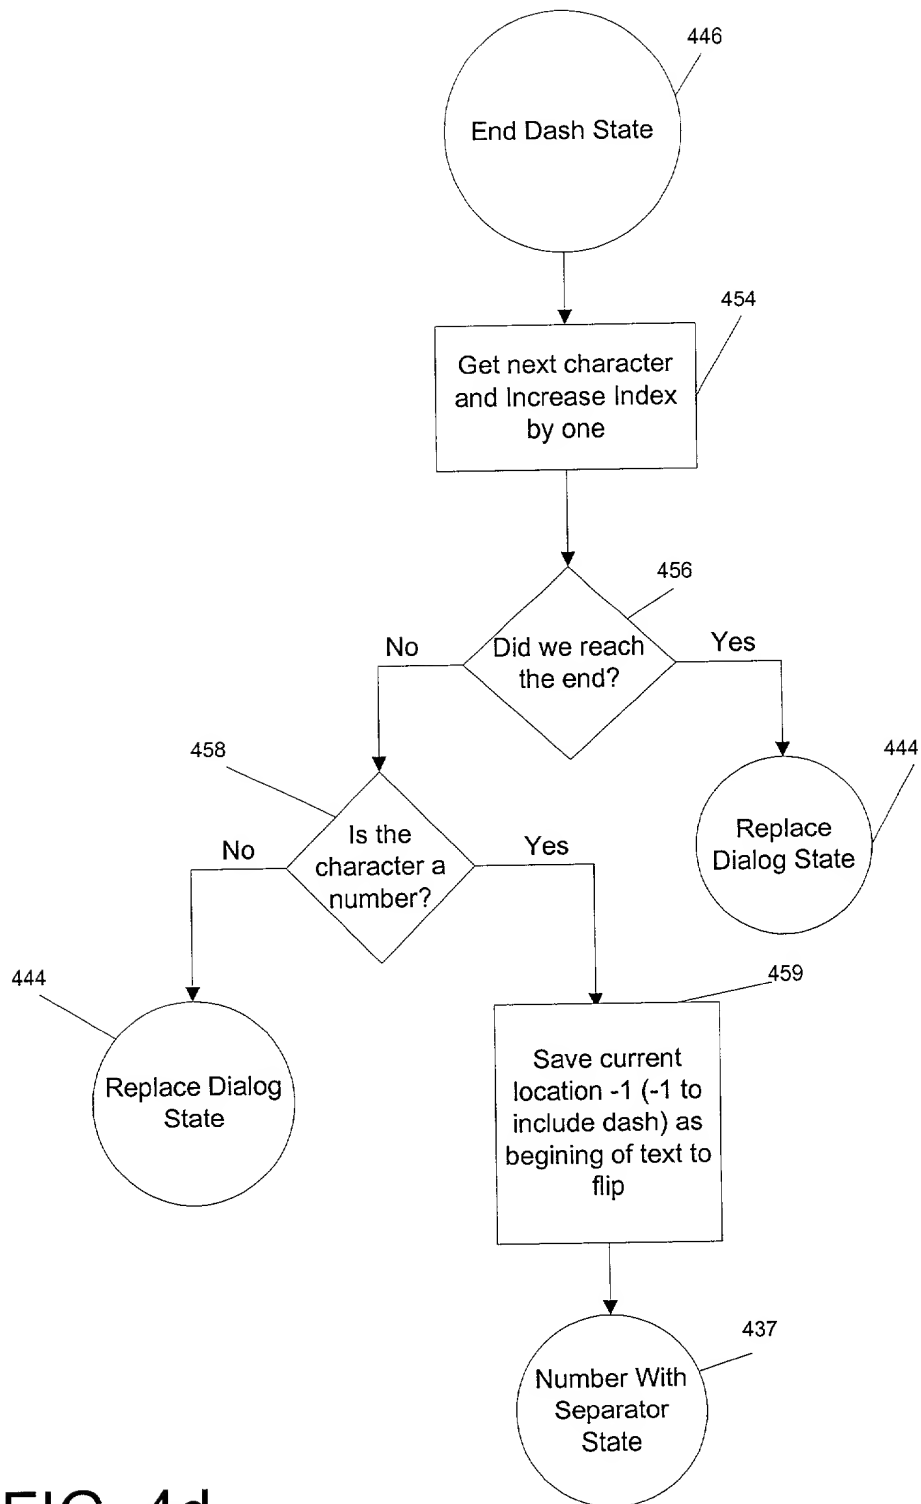 446
End Dash State
454
Get next character
and Increase Index
by one
456
Did we reach
the end?
No
Yes
458
444
Is the
character a
number?
Replace
Dialog State
No
Yes
444
459
Replace Dialog
State
Save current
location -1 (-1 to
include dash) as
begining of text to
flip
437
Number With
Separator
State
FIG. 4d